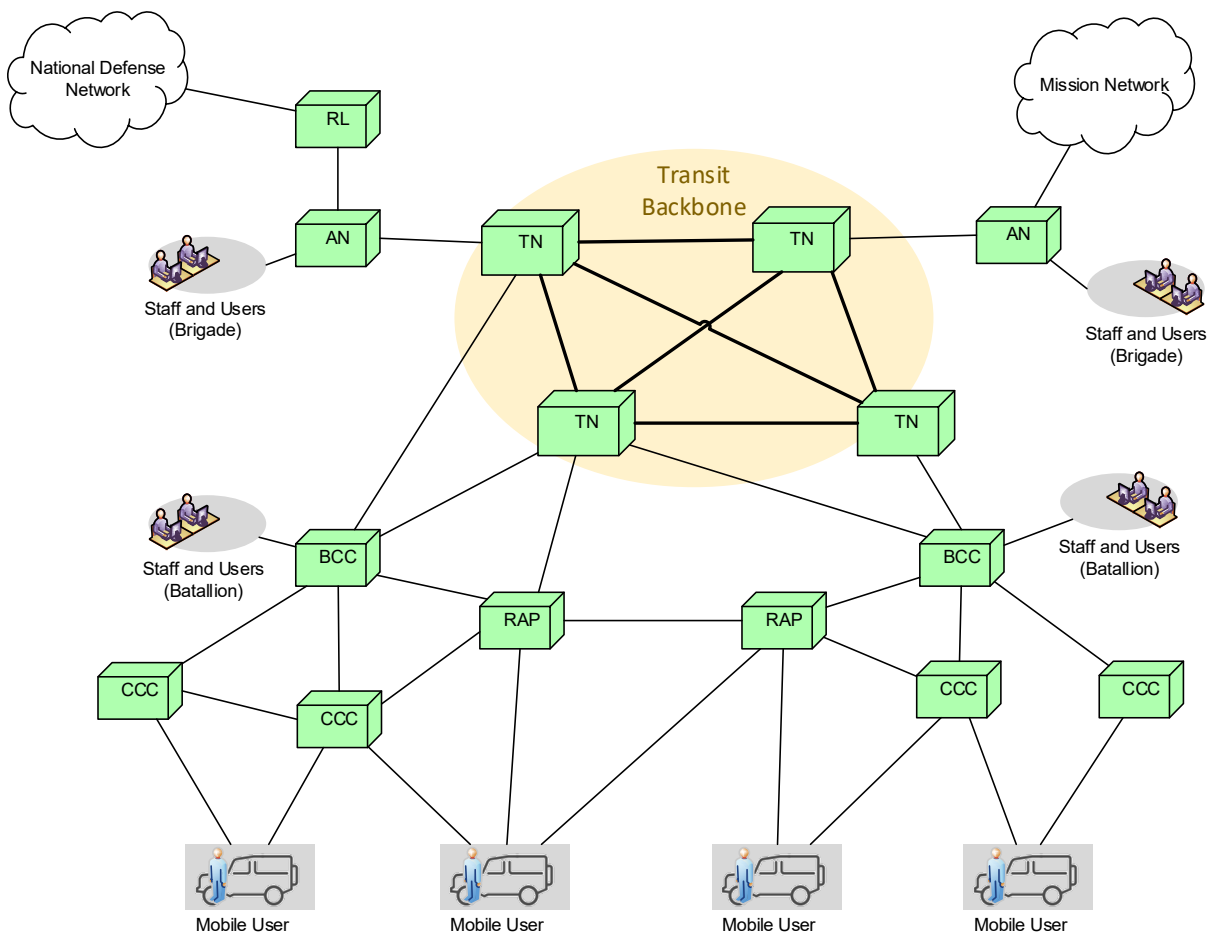 National Defense
Network
Mission Network
RL
Transit
Backbone
AN
TN
TN
AN
Staff and Users
(Brigade)
Staff and Users
(Brigade)
TN
TN
BCC
BCC
Staff and Users
(Batallion)
Staff and Users
(Batallion)
RAP
RAP
CCC
CCC
CCC
CCC
Mobile User
Mobile User
Mobile User
Mobile User